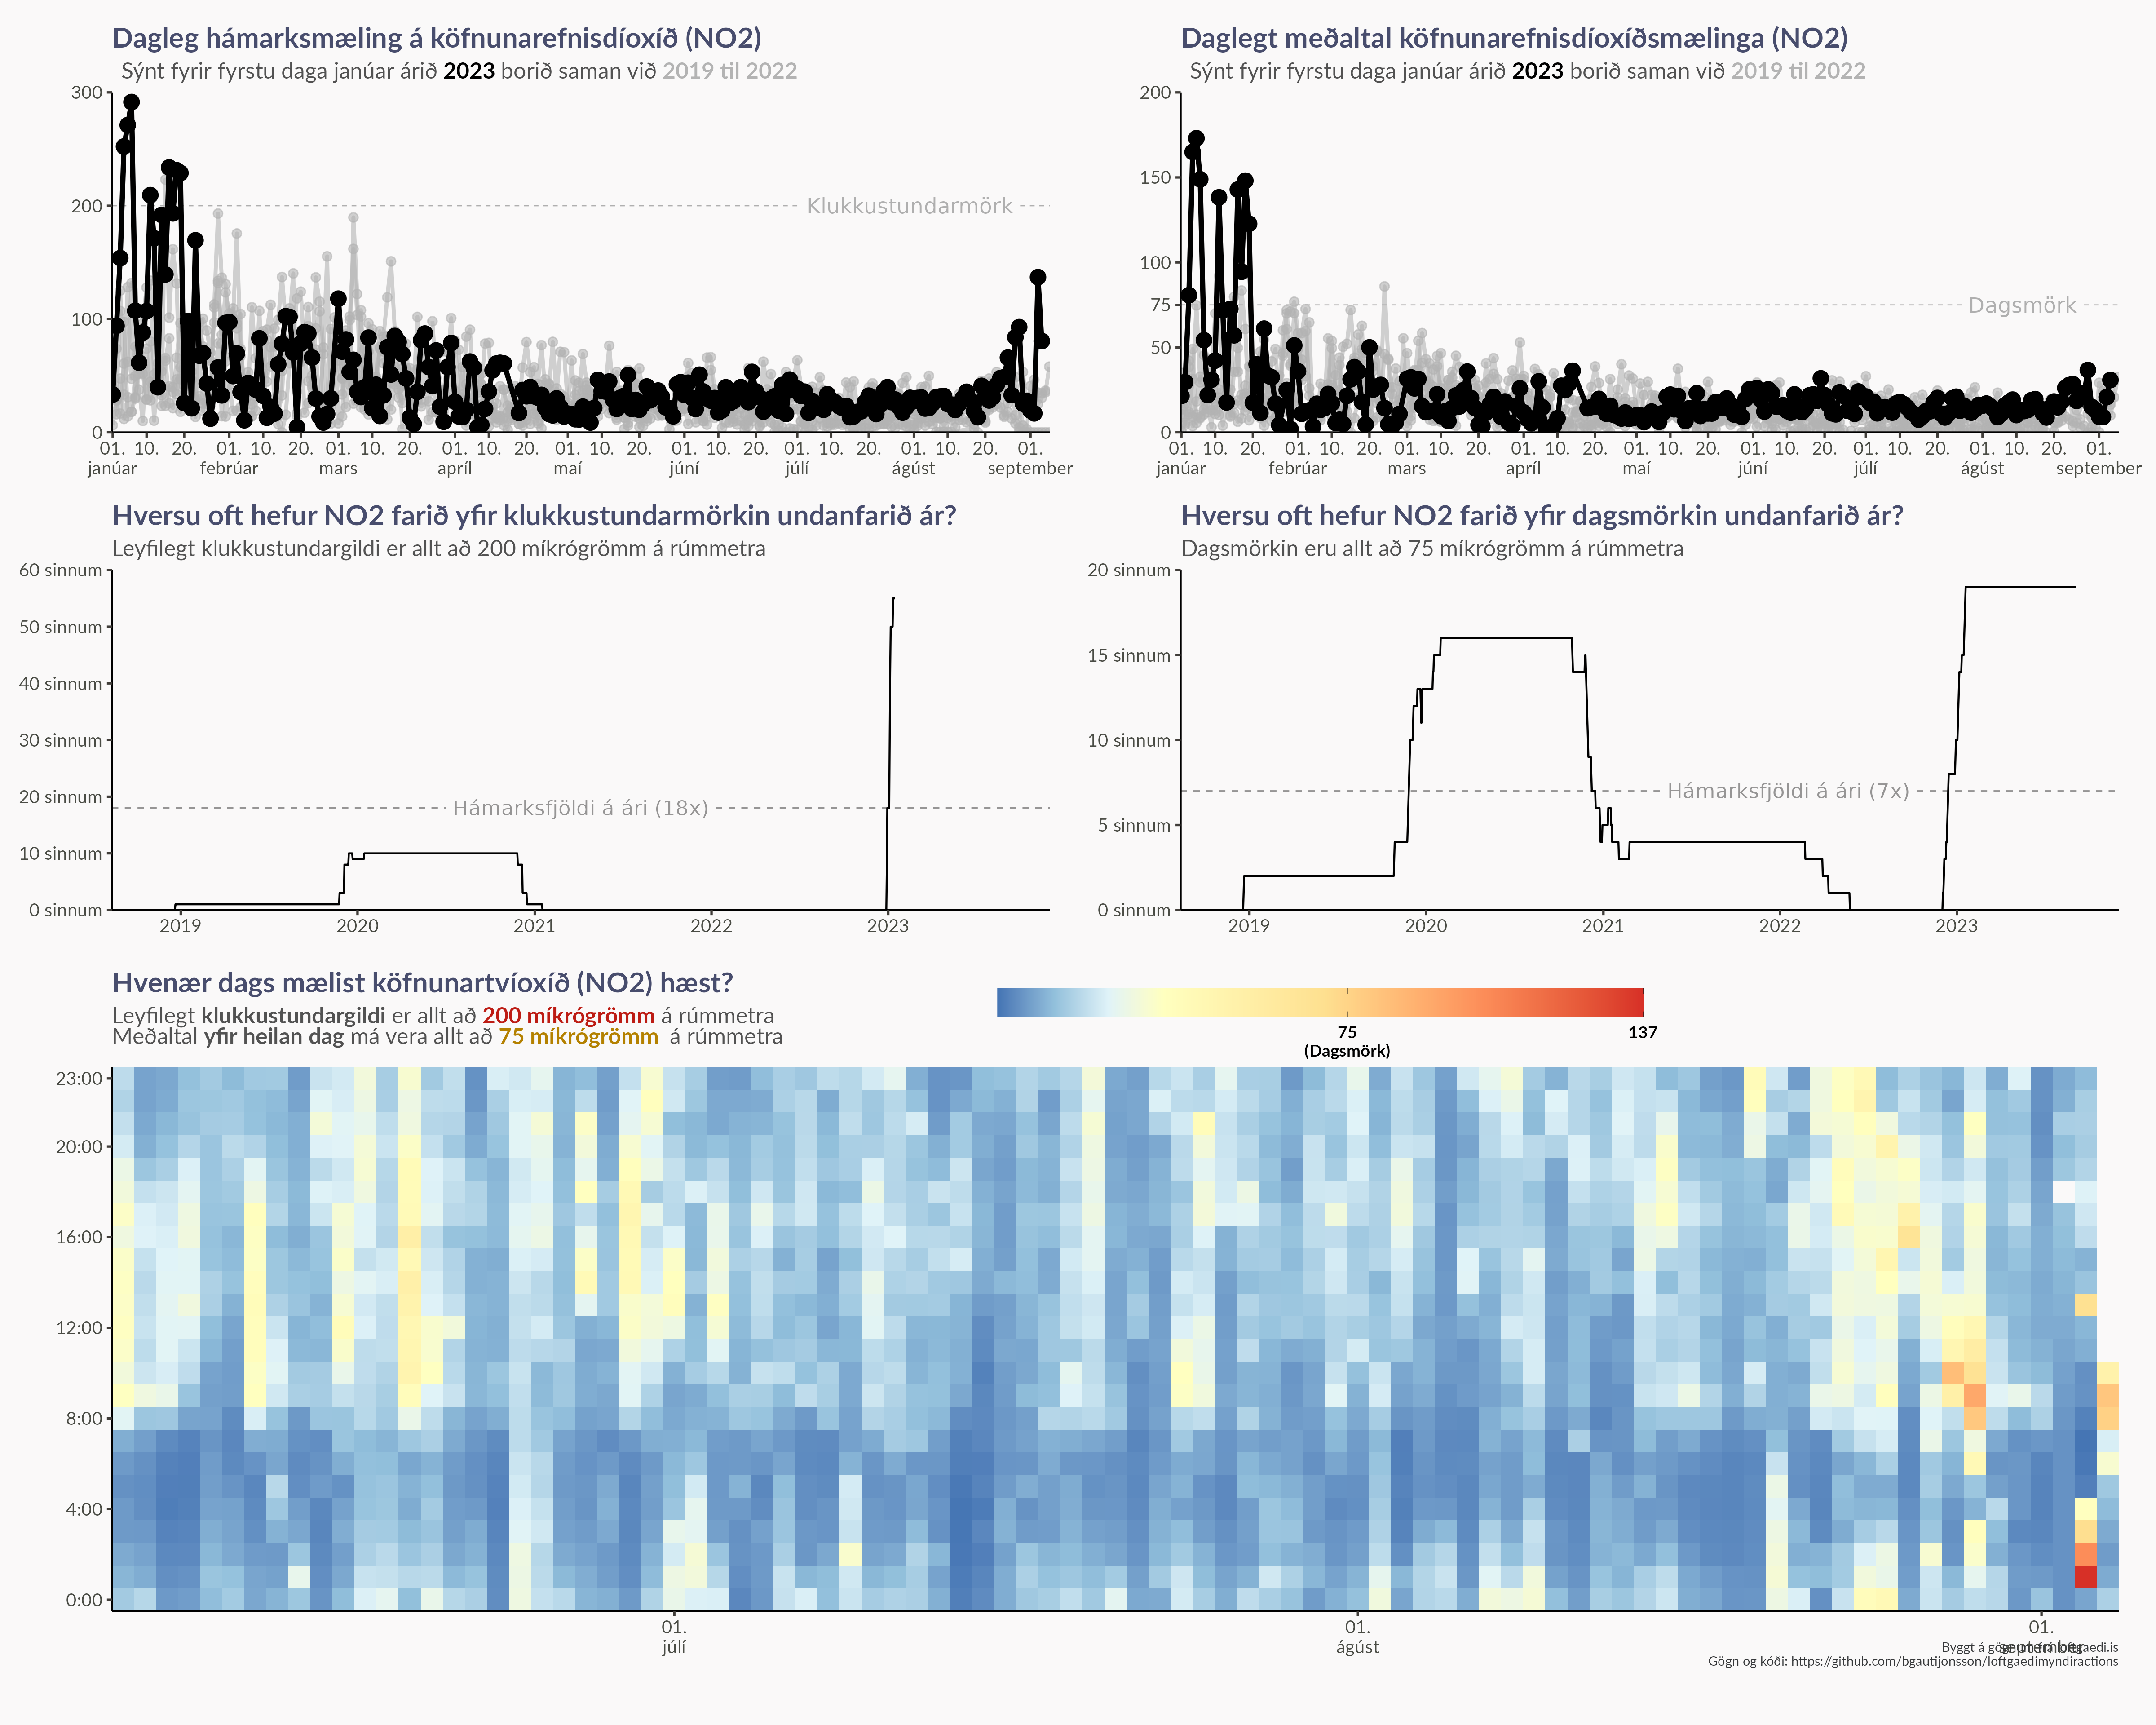 Dagleg hámarksmæling á köfnunarefnisdíoxíð (NO2)
Sýnt fyrir fyrstu daga janúar árið 2023 borið saman við 2019 til 2022
300
200
100
0
Klukkustundarmörk
01. 10. 20. 01. 10. 20. 01. 10. 20. 01. 10. 20. 01. 10. 20. 01. 10. 20. 01. 10. 20. 01. 10. 20. 01.
janúar febrúar mars apríl maí júní júlí ágúst september
Daglegt meðaltal köfnunarefnisdíoxíðsmælinga (NO2)
Sýnt fyrir fyrstu daga janúar árið 2023 borið saman við 2019 til 2022
200
150
100
75
50
0
Dagsmörk
01. 10. 20. 01. 10. 20. 01. 10. 20. 01. 10. 20. 01. 10. 20. 01. 10. 20. 01. 10. 20. 01. 10. 20. 01.
janúar febrúar mars apríl maí júní júlí ágúst september
Hversu oft hefur NO2 farið yfir klukkustundarmörkin undanfarið ár?
Leyfilegt klukkustundargildi er allt að 200 míkrógrömm á rúmmetra
60 sinnum
50 sinnum
40 sinnum
30 sinnum
20 sinnum
10 sinnum
0 sinnum
Hámarksfjöldi á ári (18x)
2019 2020 2021 2022 2023
Hversu oft hefur NO2 farið yfir dagsmörkin undanfarið ár?
Dagsmörkin eru allt að 75 míkrógrömm á rúmmetra
20 sinnum
15 sinnum
10 sinnum
5 sinnum
0 sinnum
Hámarksfjöldi á ári (7x)
2019 2020 2021 2022 2023
Hvenær dags mælist köfnunartvíoxíð (NO2) hæst?
Leyfilegt klukkustundargildi er allt að 200 míkrógrömm á rúmmetra
Meðaltal yfir heilan dag má vera allt að 75 míkrógrömm á rúmmetra
75 137
(Dagsmörk)
23:00
20:00
16:00
12:00
8:00
4:00
0:00
01. 01. 01.
júlí ágúst september
Byggt á gögnum frá loftgaedi.is
Gögn og kóði: https://github.com/bgautijonsson/loftgaedimyndiractions